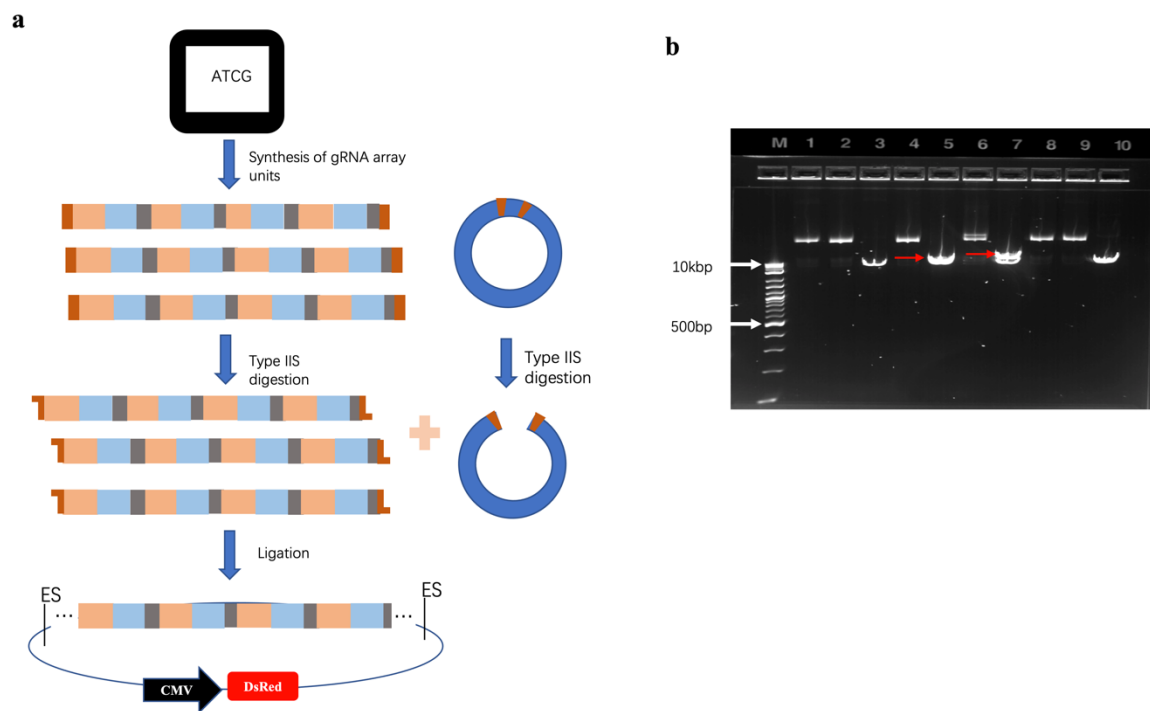 a
ATCG
Synthesis of gRNA array
units
Type IIS
digestion
Type IIS
digestion
Ligation
ES
ES
...
...
CMV
DsRed
b
M 1 2 3 4 5 6 7 8 9 10
10kbp
500bp